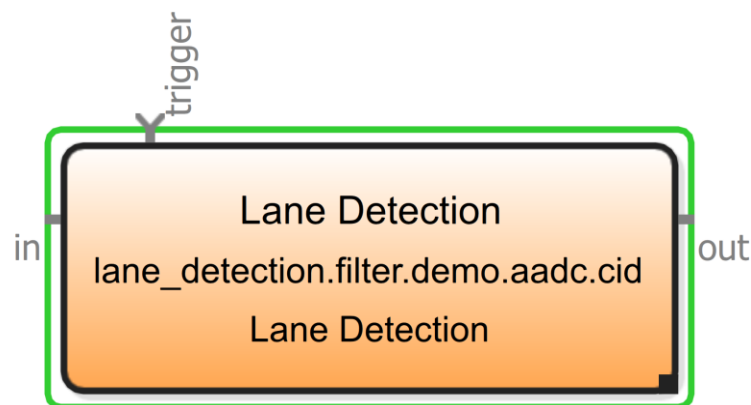 trigger
Lane Detection
in
out
lane_detection.filter.demo.aadc.cid
Lane Detection